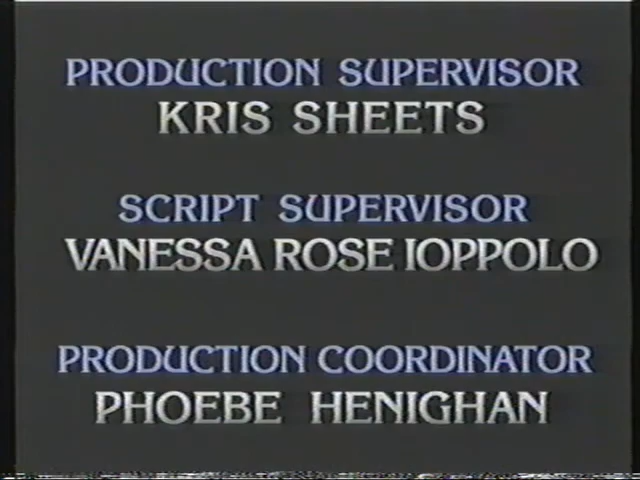 PRODUCTION SUPERVISOR
KRIS SHEETS
SCRIPT SUPERVISOR
VANESSA ROSE IOPPOLO
PRODUCTION COORDINATOR
PHOEBE HENIGHAN